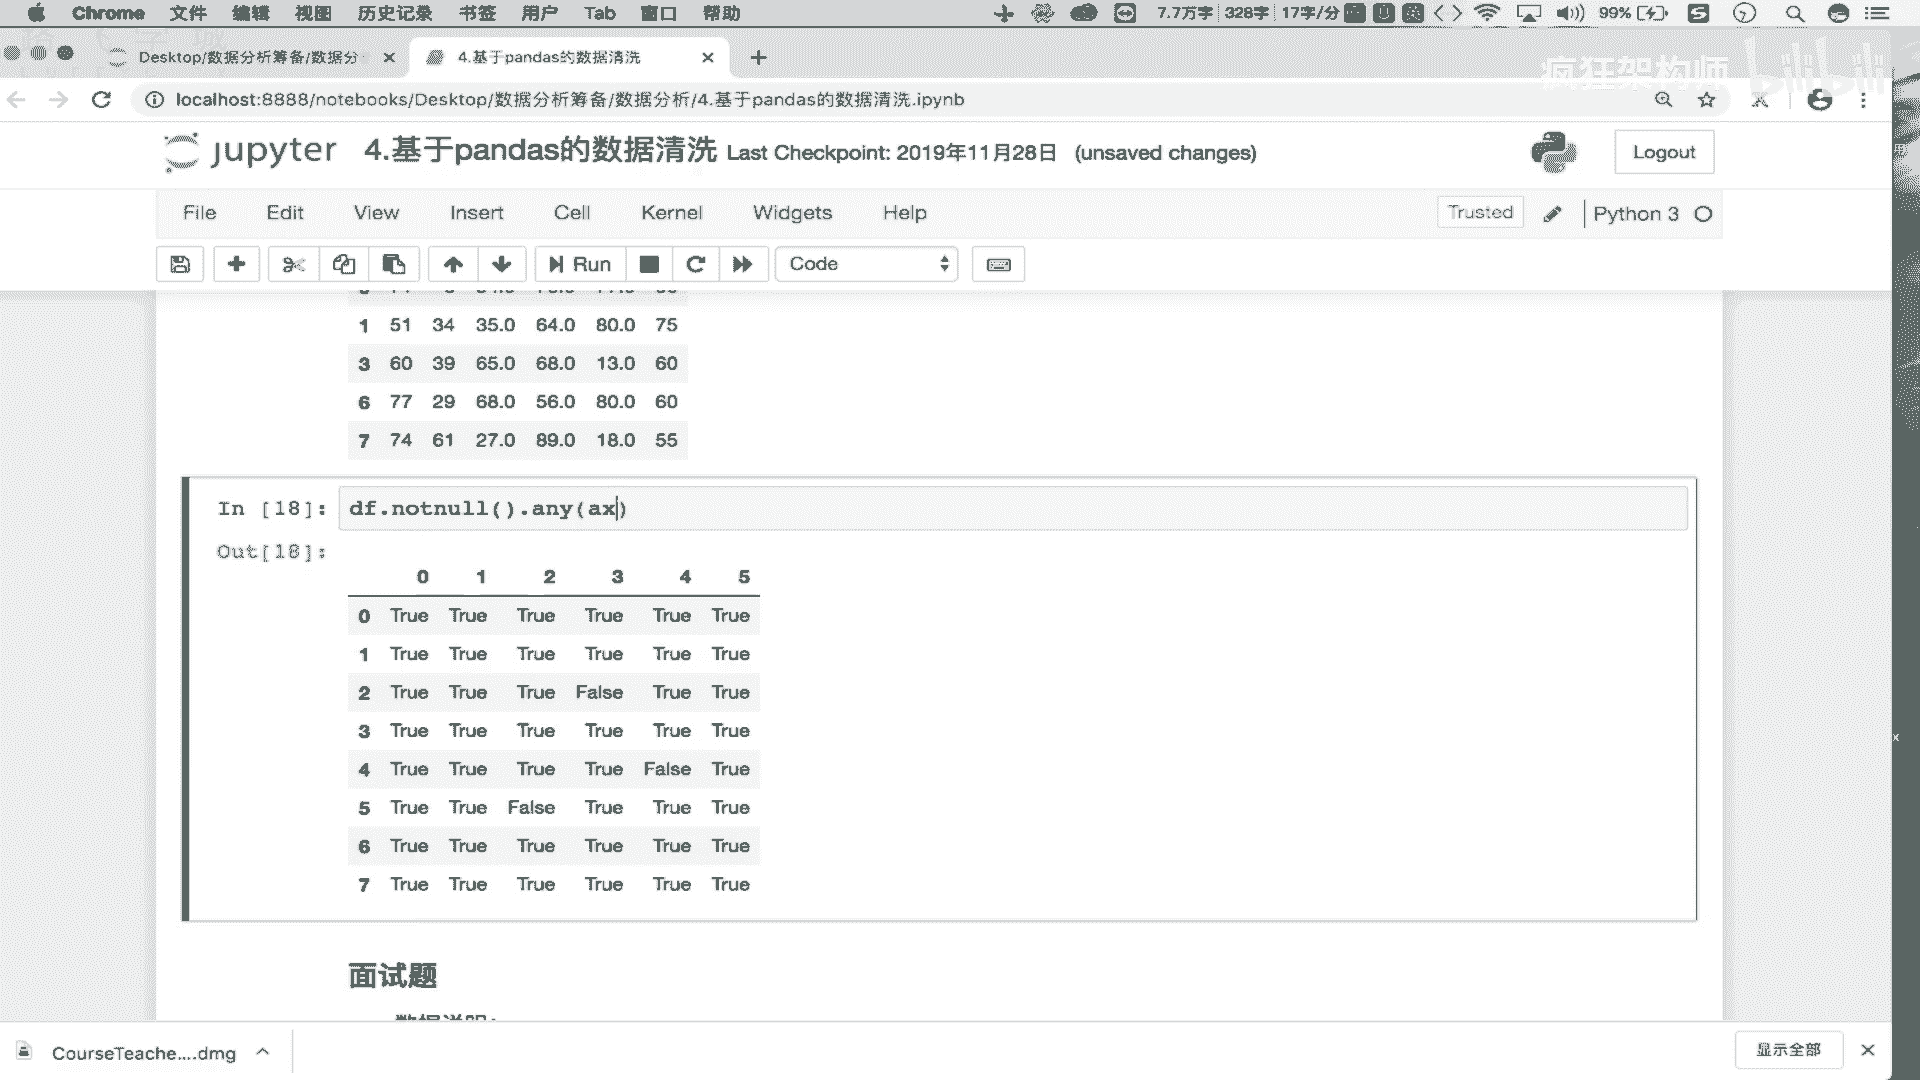 Chrome 文件 编辑 视图 历史记录 书签 用户 Tab 窗口 帮助 7.7万字 328字 17字/分 99%
Desktop/数据分析筹备/数据分
4.基于pandas的数据清洗
疯狂架构师 bilibili
localhost:8888/notebooks/Desktop/数据分析筹备/数据分析/4.基于pandas的数据清洗.ipynb
jupyter 4.基于pandas的数据清洗 Last Checkpoint: 2019年11月28日 (unsaved changes) Logout
File Edit View Insert Cell Kernel Widgets Help Trusted Python 3
Run Code
1 51 34 35.0 64.0 80.0 75
3 60 39 65.0 68.0 13.0 60
6 77 29 68.0 56.0 80.0 60
7 74 61 27.0 89.0 18.0 55
In [18]: df.notnull().any(ax)
Out[18]:
0 1 2 3 4 5
0 True True True True True True
1 True True True True True True
2 True True True False True True
3 True True True True True True
4 True True True True False True
5 True True False True True True
6 True True True True True True
7 True True True True True True
面试题
数据说明:
CourseTeache....dmg 显示全部